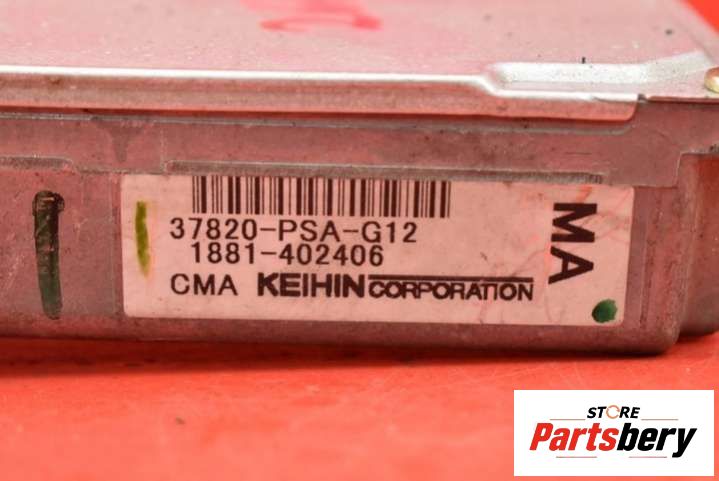 37820-PSA-G12
1881-402406
CMA KEIHIN CORPORATION
MA
STORE
Partsbery